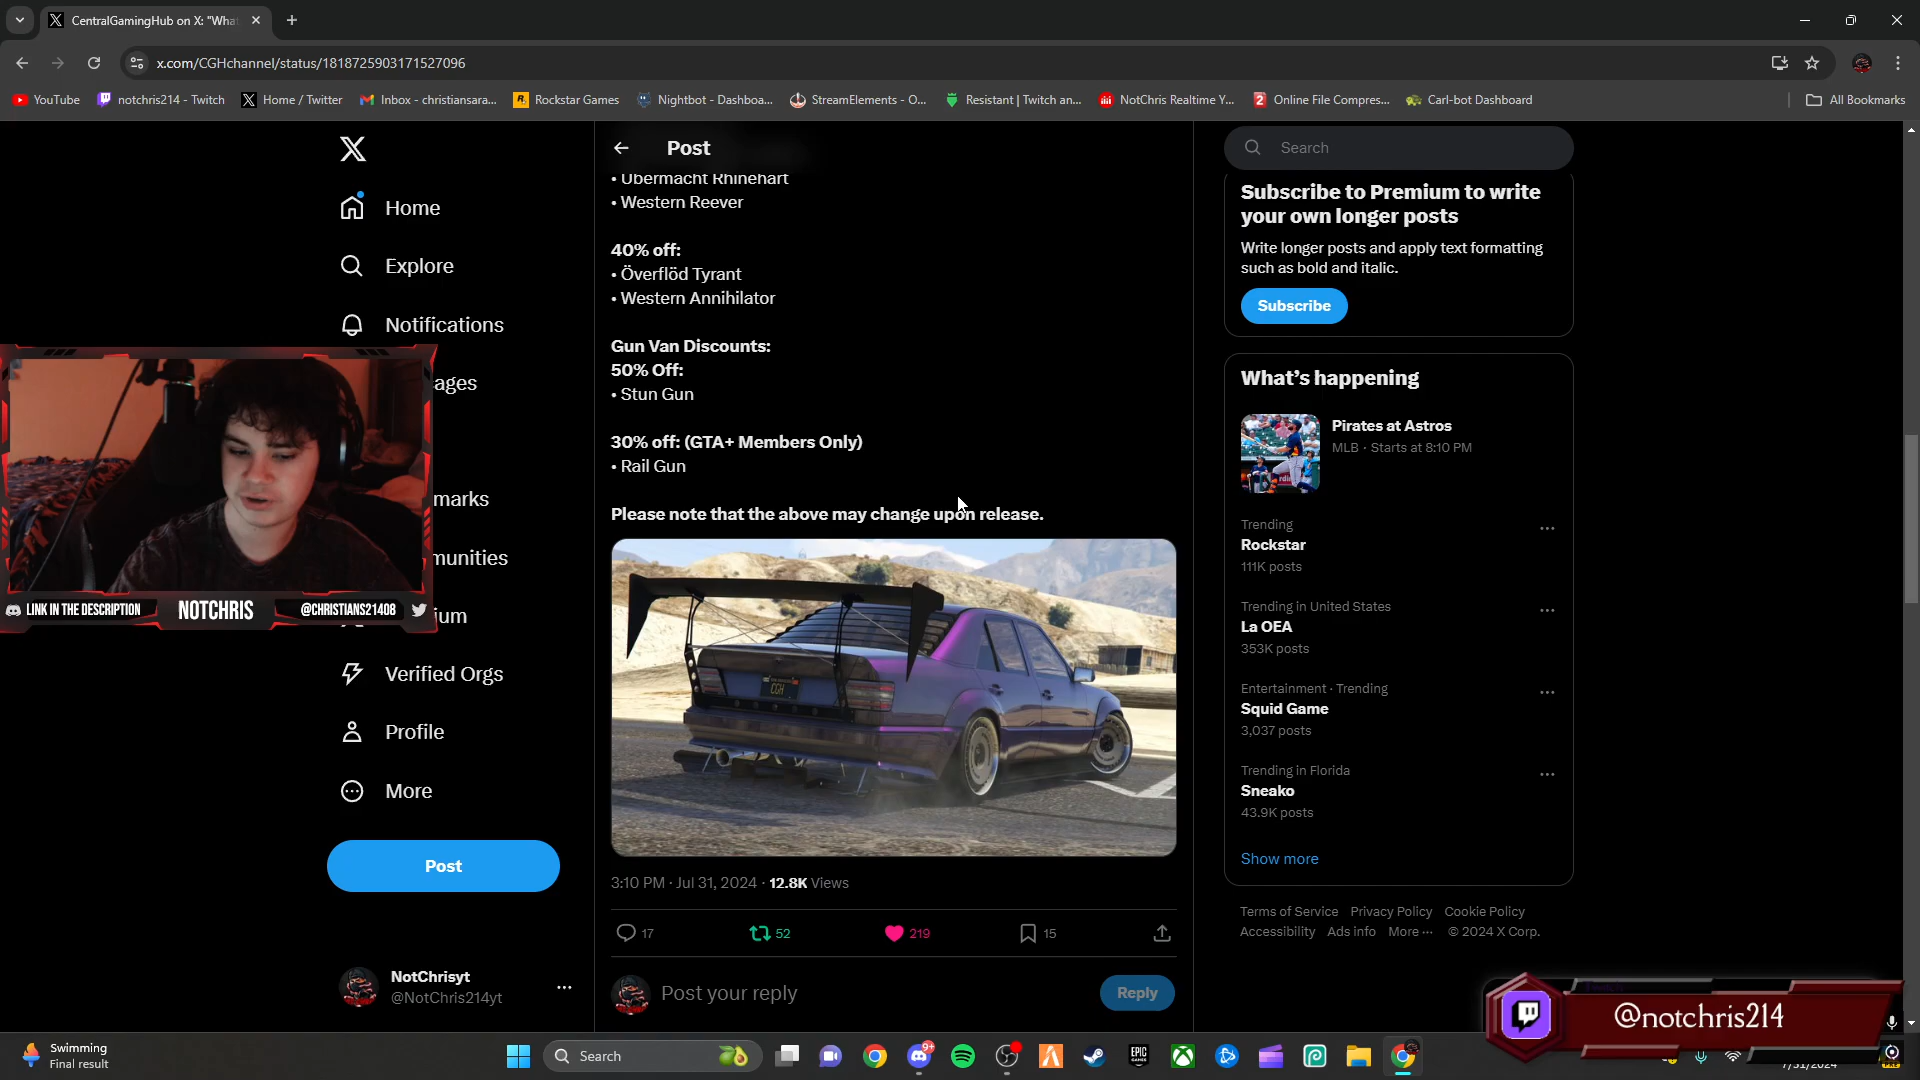 CentralGamingHub on X: "What
x.com/CGHchannel/status/1818725903171527096
YouTube
notchris214 - Twitch
Home / Twitter
Inbox - christiansara...
Rockstar Games
Nightbot - Dashboa...
StreamElements - O...
Resistant | Twitch an...
NotChris Realtime Y...
Online File Compres...
Carl-bot Dashboard
All Bookmarks
Home
Explore
Notifications
ages
marks
munities
ium
Verified Orgs
Profile
More
Post
NotChrisyt
@NotChris214yt
LINK IN THE DESCRIPTION
NOTCHRIS
@CHRISTIANS21408
Post
• Übermacht Rhinehart
• Western Reever
40% off:
• Överflöd Tyrant
• Western Annihilator
Gun Van Discounts:
50% Off:
• Stun Gun
30% off: (GTA+ Members Only)
• Rail Gun
Please note that the above may change upon release.
CGH
3:10 PM · Jul 31, 2024 · 12.8K Views
17
52
219
15
Post your reply
Reply
Search
Subscribe to Premium to write
your own longer posts
Write longer posts and apply text formatting
such as bold and italic.
Subscribe
What's happening
Pirates at Astros
MLB · Starts at 8:10 PM
Trending
Rockstar
111K posts
Trending in United States
La OEA
353K posts
Entertainment · Trending
Squid Game
3,037 posts
Trending in Florida
Sneako
43.9K posts
Show more
Terms of Service Privacy Policy Cookie Policy
Accessibility Ads info More ··· © 2024 X Corp.
Twitch
@notchris214
Swimming
Final result
Search
9+
EPIC
GAMES
7/31/2024
PRE